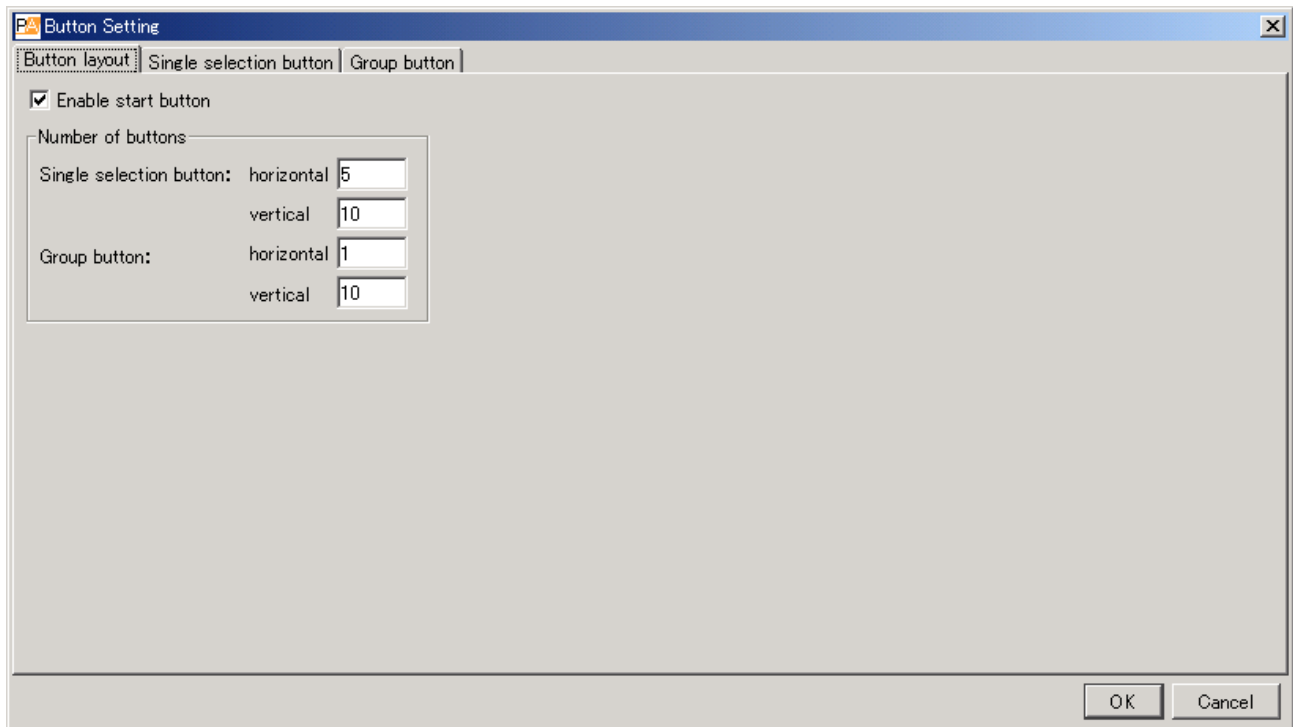 PA Button Setting
Button layout Single selection button Group button
Enable start button
Number of buttons
Single selection button: horizontal 5
vertical 10
Group button: horizontal 1
vertical 10
OK Cancel